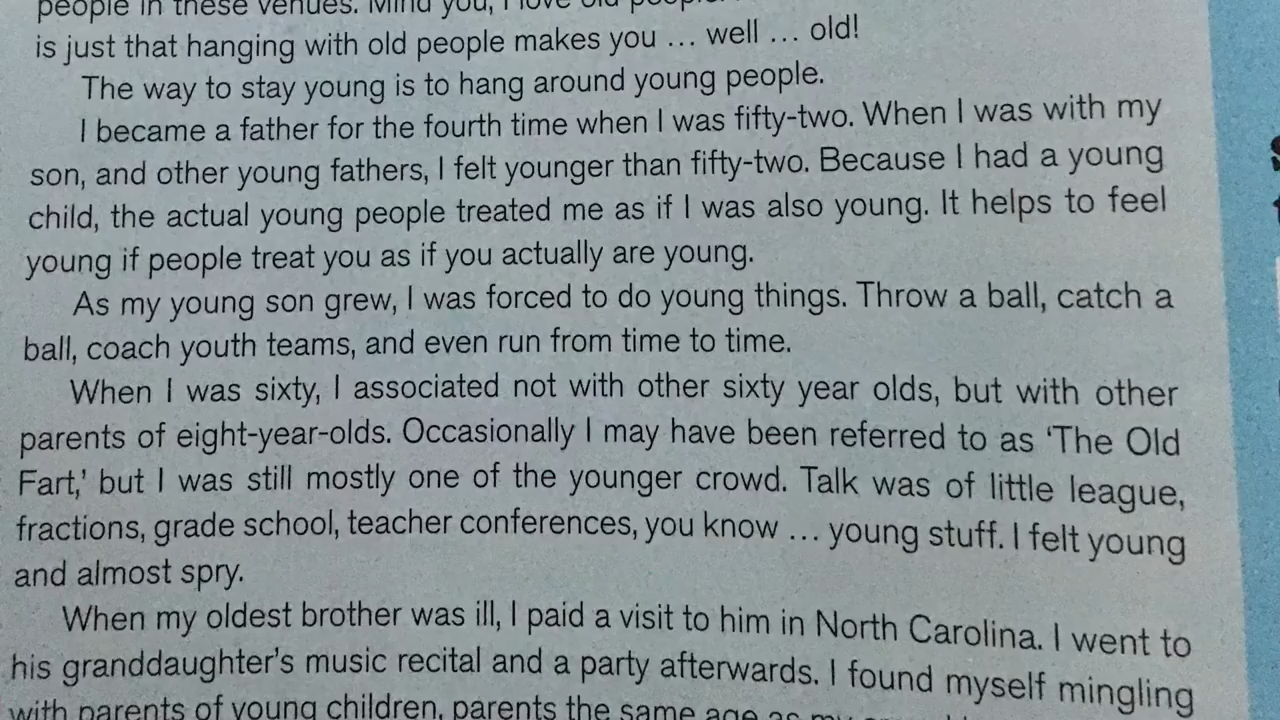 people in these venues. Mind you, I love old people.
is just that hanging with old people makes you ... well ... old!
The way to stay young is to hang around young people.
I became a father for the fourth time when I was fifty-two. When I was with my
son, and other young fathers, I felt younger than fifty-two. Because I had a young
child, the actual young people treated me as if I was also young. It helps to feel
young if people treat you as if you actually are young.
As my young son grew, I was forced to do young things. Throw a ball, catch a
ball, coach youth teams, and even run from time to time.
When I was sixty, I associated not with other sixty year olds, but with other
parents of eight-year-olds. Occasionally I may have been referred to as ‘The Old
Fart,’ but I was still mostly one of the younger crowd. Talk was of little league,
fractions, grade school, teacher conferences, you know ... young stuff. I felt young
and almost spry.
When my oldest brother was ill, I paid a visit to him in North Carolina. I went to
his granddaughter’s music recital and a party afterwards. I found myself mingling
with parents of young children, parents the same age as my